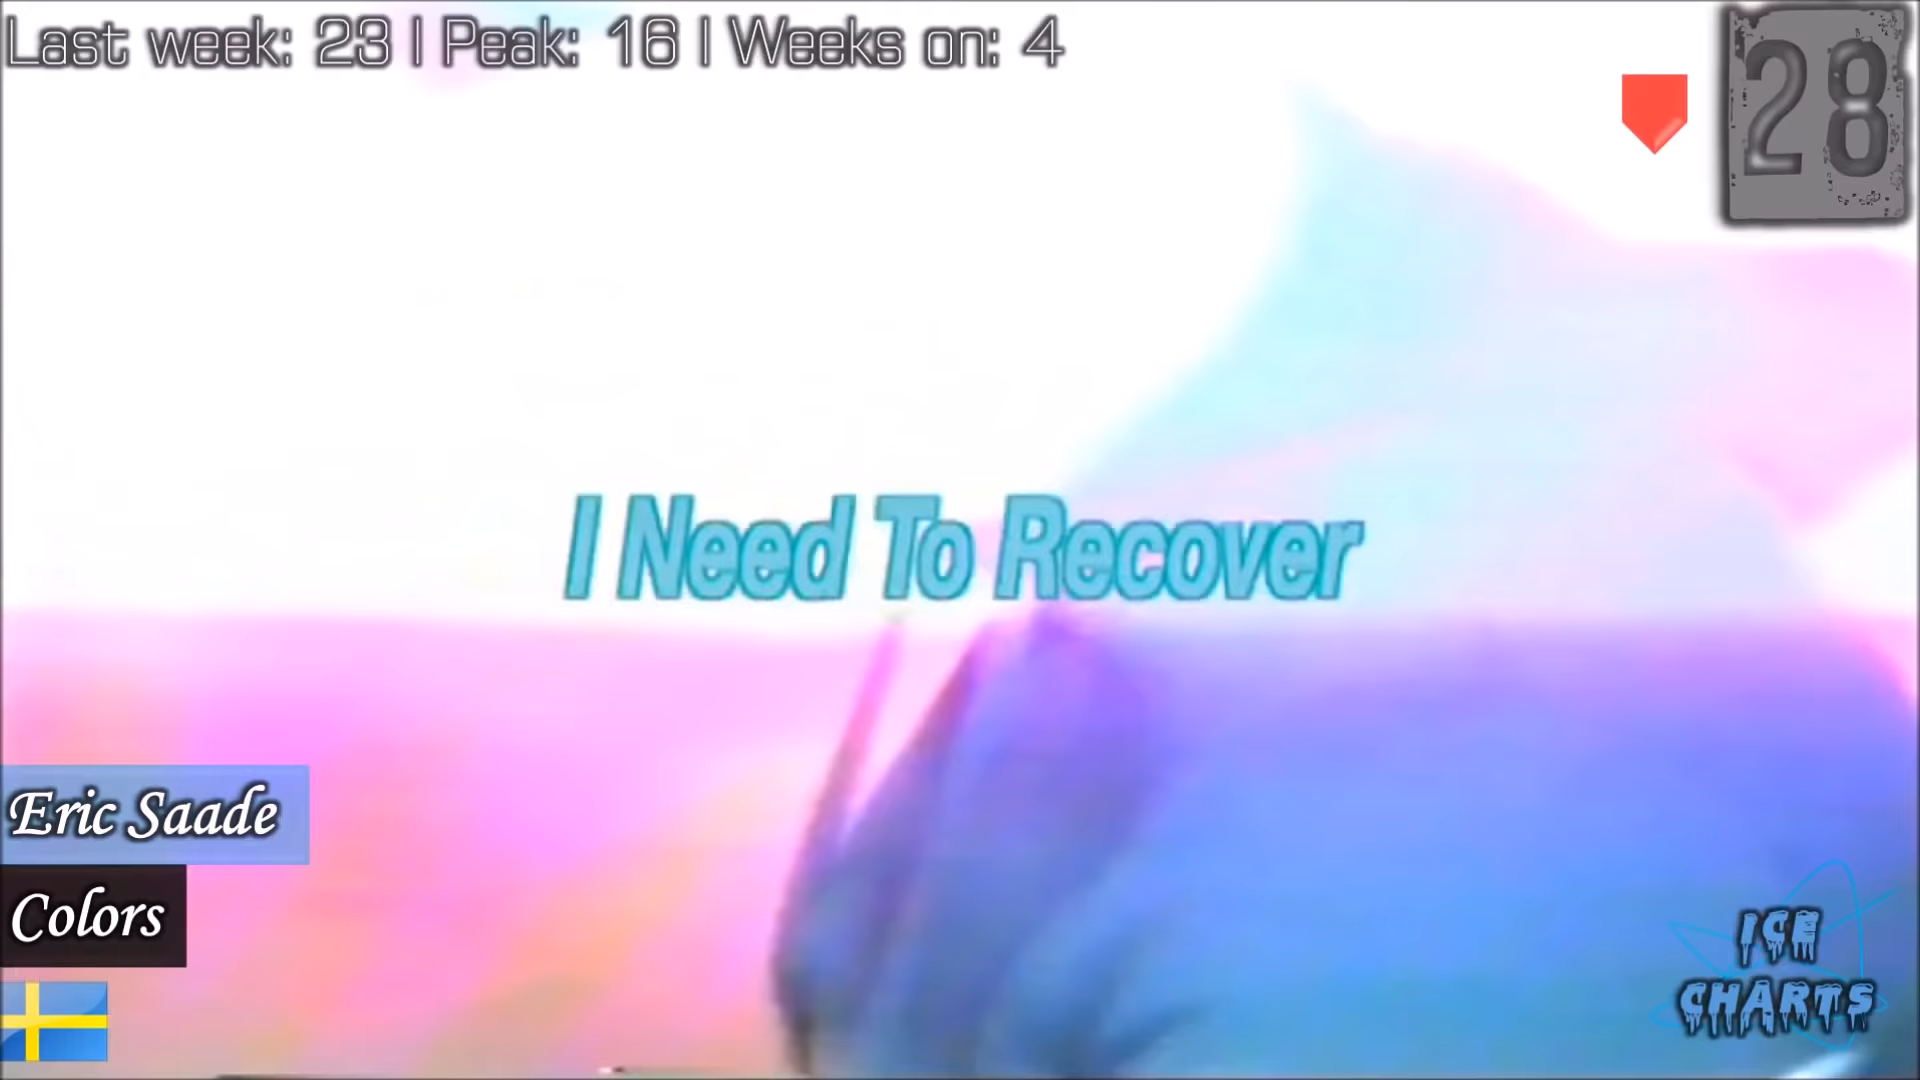 Last week: 23 | Peak: 16 | Weeks on: 4
28
I Need To Recover
Eric Saade
Colors
ICE
CHARTS